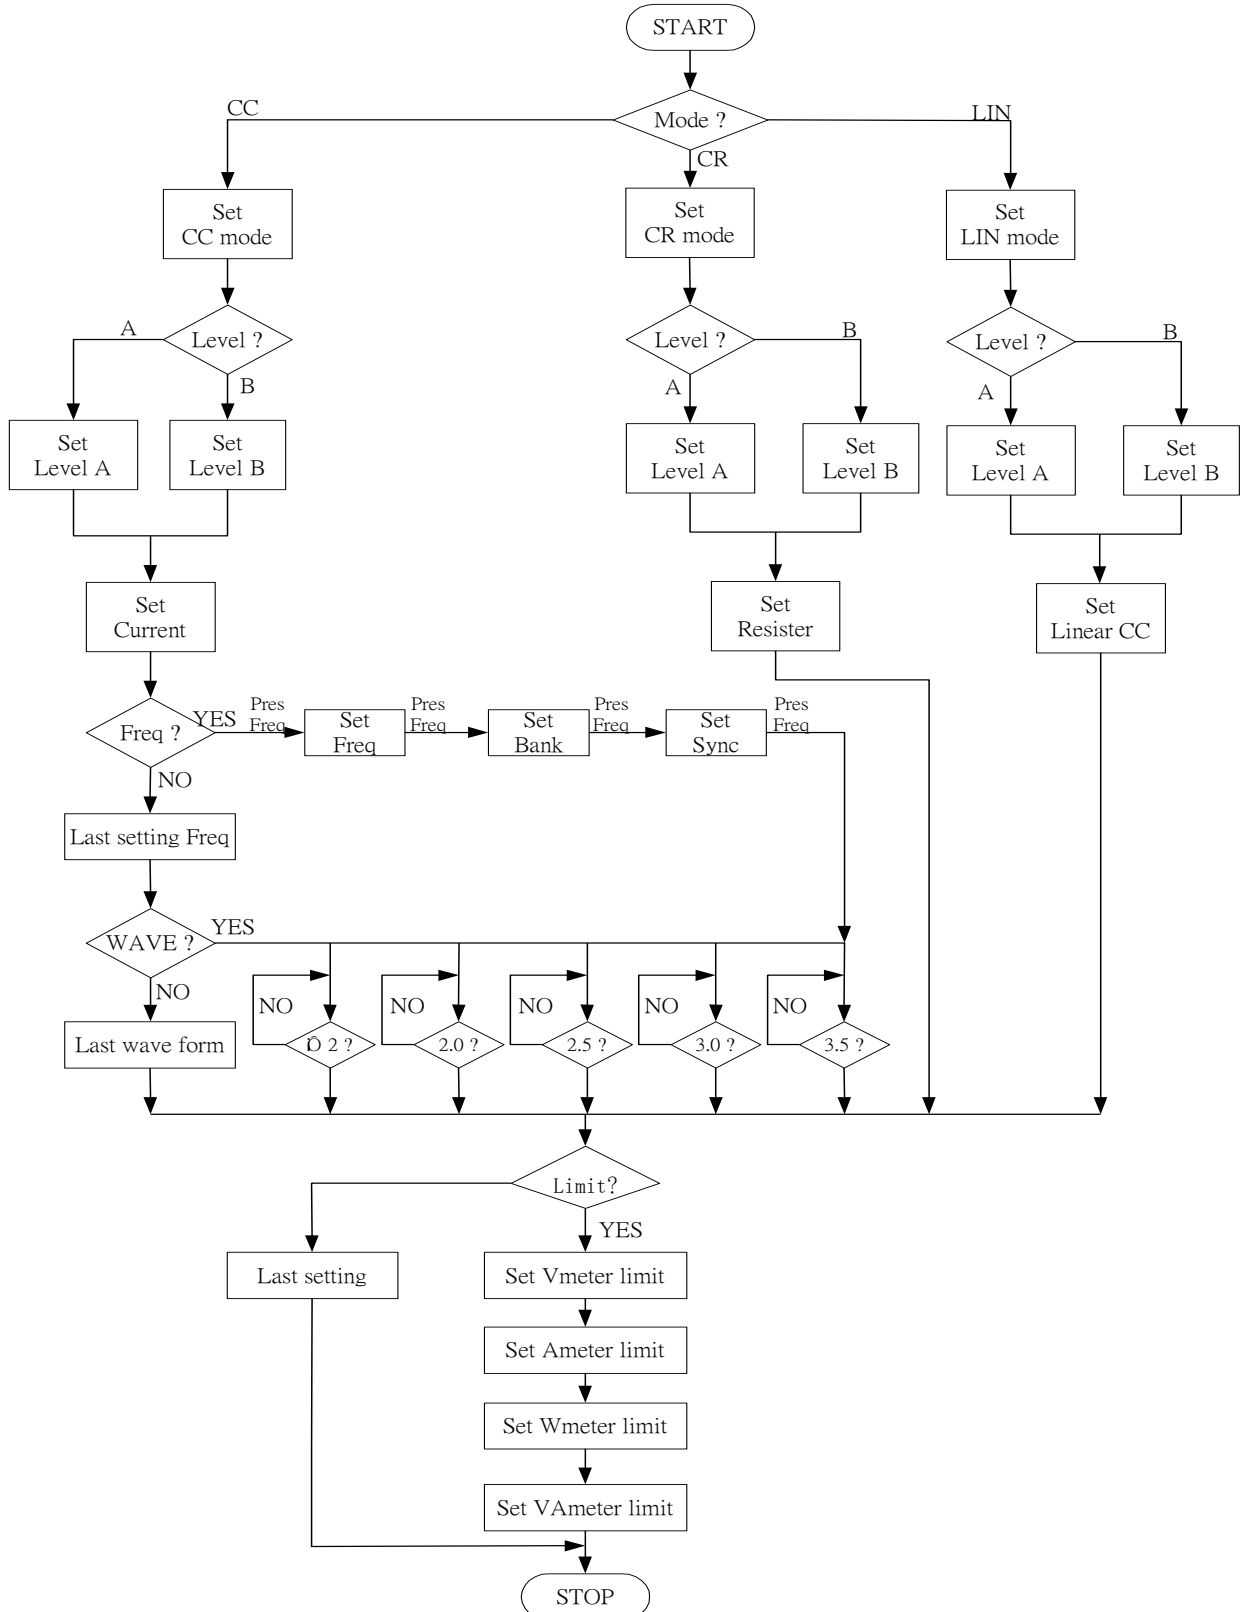 START
Mode ?
CC
CR
LIN
Set
CC mode
Set
CR mode
Set
LIN mode
Level ?
A
B
Level ?
A
B
Level ?
A
B
Set
Level A
Set
Level B
Set
Level A
Set
Level B
Set
Level A
Set
Level B
Set
Current
Set
Resister
Set
Linear CC
Freq ?
YES
Pres
Freq
Set
Freq
Pres
Freq
Set
Bank
Pres
Freq
Set
Sync
Pres
Freq
NO
Last setting Freq
WAVE ?
YES
NO
NO
NO
NO
NO
NO
Last wave form
2 ?
2.0 ?
2.5 ?
3.0 ?
3.5 ?
Limit?
YES
Last setting
Set Vmeter limit
Set Ameter limit
Set Wmeter limit
Set VAmeter limit
STOP